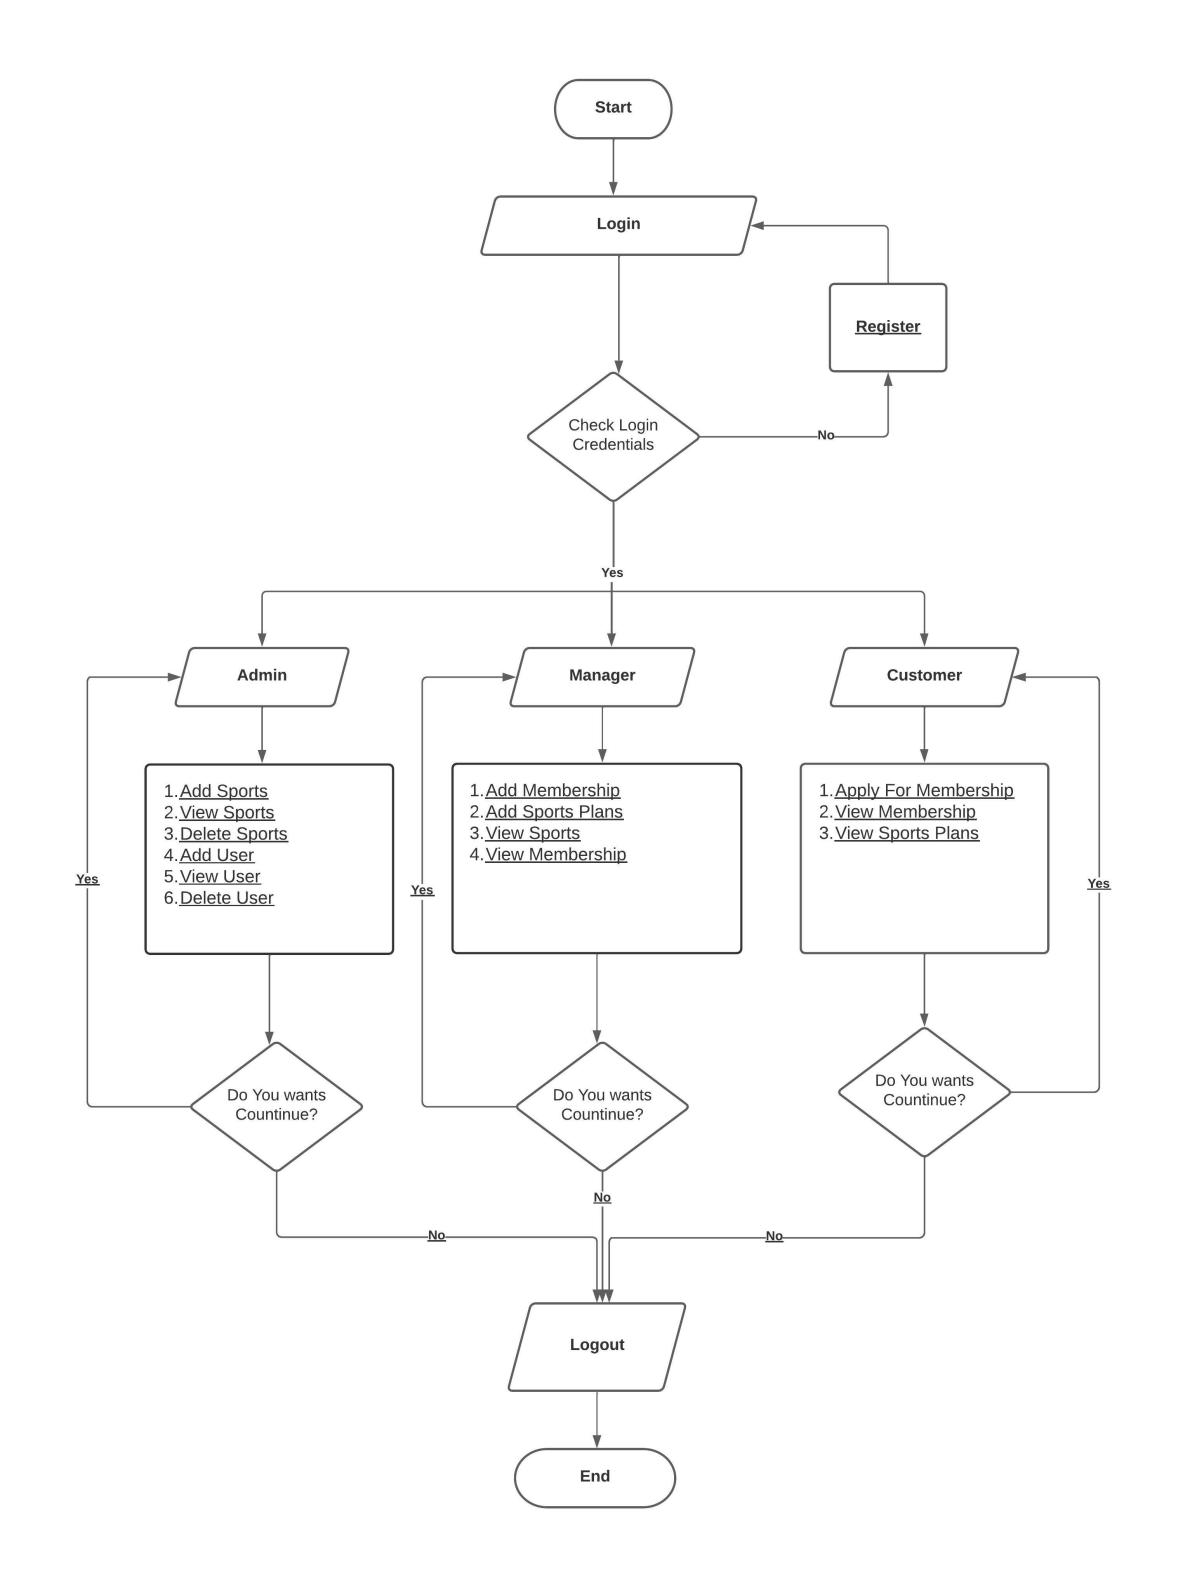 Start
Login
Register
Check Login
Credentials
No
Yes
Admin
Manager
Customer
1.Add Sports
2.View Sports
3.Delete Sports
4.Add User
5.View User
6.Delete User
1.Add Membership
2.Add Sports Plans
3.View Sports
4.View Membership
1.Apply For Membership
2.View Membership
3.View Sports Plans
Yes
Yes
Yes
Do You wants
Countinue?
Do You wants
Countinue?
Do You wants
Countinue?
No
No
No
Logout
End